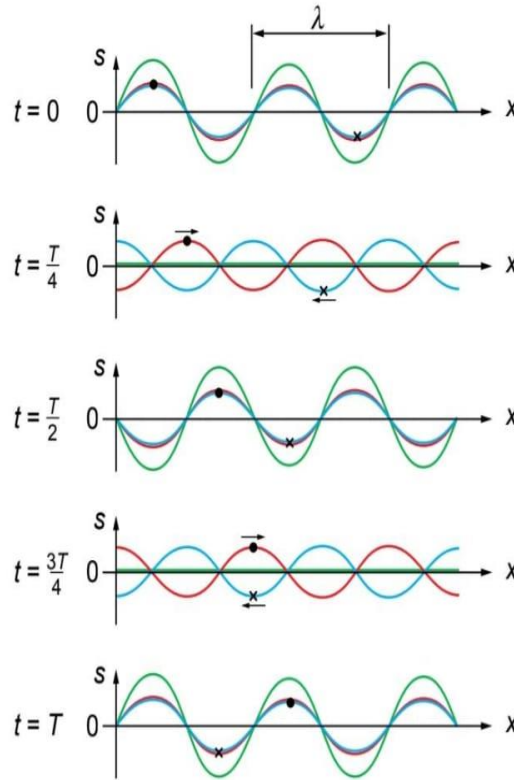 λ
s
t = 0
0
x
s
t = T/4
0
x
s
t = T/2
0
x
s
t = 3T/4
0
x
s
t = T
0
x